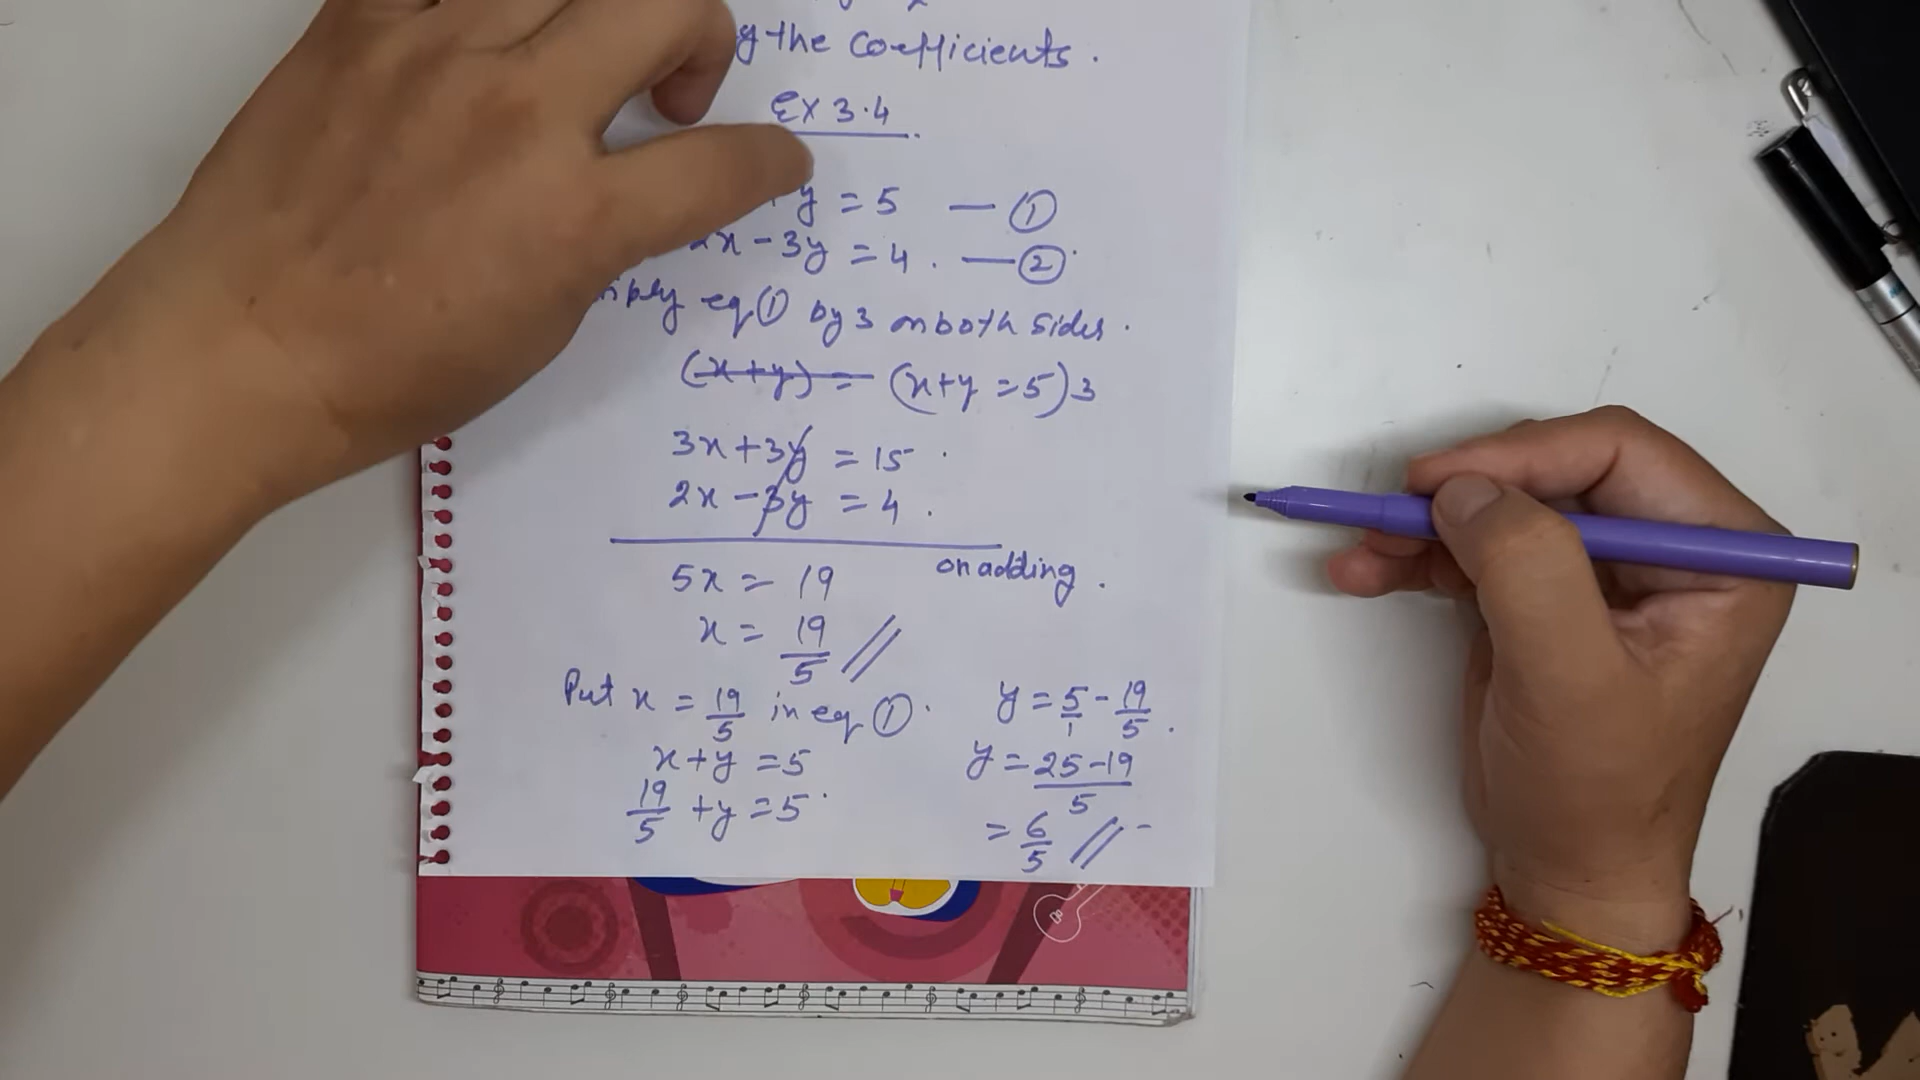 the coefficients.
Ex 3.4
y = 5 — ①
2x - 3y = 4. — ②
eq ① by 3 on both sides.
(x+y) = (x+y = 5)3
3x + 3y = 15.
2x - 3y = 4.
on adding.
5x = 19
x = 19/5 //
Put x = 19/5 in eq ①.
x+y = 5
19/5 + y = 5.
y = 5/1 - 19/5.
y = 25-19/5
= 6/5 //